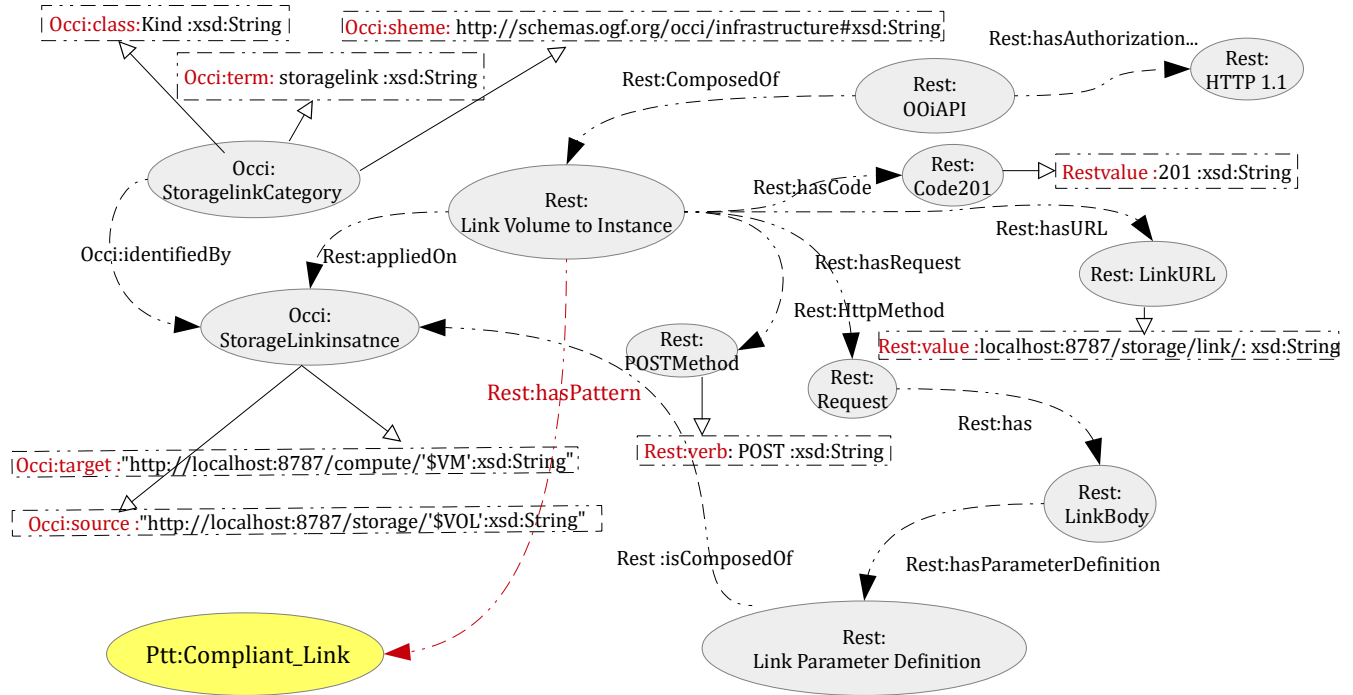 Occi:class:Kind :xsd:String
Occi:sheme: http://schemas.ogf.org/occi/infrastructure#xsd:String
Rest:hasAuthorization...
Occi:term: storagelink :xsd:String
Rest:ComposedOf
Rest:
OOiAPI
Rest:
HTTP 1.1
Occi:
StoragelinkCategory
Rest:
Link Volume to Instance
Rest:hasCode
Rest:
Code201
Restvalue :201 :xsd:String
Rest:hasURL
Occi:identifiedBy
Rest:appliedOn
Rest:hasRequest
Rest: LinkURL
Occi:
StorageLinkinsatnce
Rest:HttpMethod
Rest:
POSTMethod
Rest:value :localhost:8787/storage/link/: xsd:String
Rest:
Request
Rest:hasPattern
Rest:has
Rest:verb: POST :xsd:String
Occi:target :"http://localhost:8787/compute/'$VM':xsd:String"
Occi:source :"http://localhost:8787/storage/'$VOL':xsd:String"
Rest:
LinkBody
Rest :isComposedOf
Rest:hasParameterDefinition
Ptt:Compliant_Link
Rest:
Link Parameter Definition